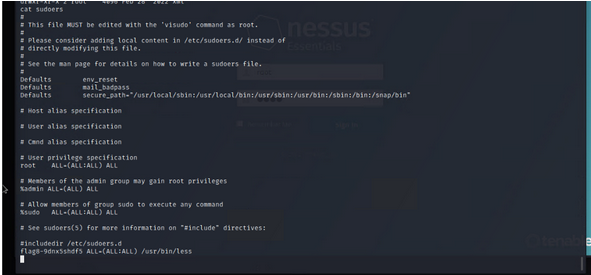 cat sudoers
#
# This file MUST be edited with the 'visudo' command as root.
#
# Please consider adding local content in /etc/sudoers.d/ instead of
# directly modifying this file.
#
# See the man page for details on how to write a sudoers file.
#
Defaults env_reset
Defaults mail_badpass
Defaults secure_path="/usr/local/sbin:/usr/local/bin:/usr/sbin:/usr/bin:/sbin:/bin:/snap/bin"
# Host alias specification
# User alias specification
# Cmnd alias specification
# User privilege specification
root ALL=(ALL:ALL) ALL
# Members of the admin group may gain root privileges
%admin ALL=(ALL) ALL
# Allow members of group sudo to execute any command
%sudo ALL=(ALL:ALL) ALL
# See sudoers(5) for more information on "#include" directives:
#includedir /etc/sudoers.d
flag8-9dnx5shdf5 ALL=(ALL:ALL) /usr/bin/less
nessus
Essentials
tenable